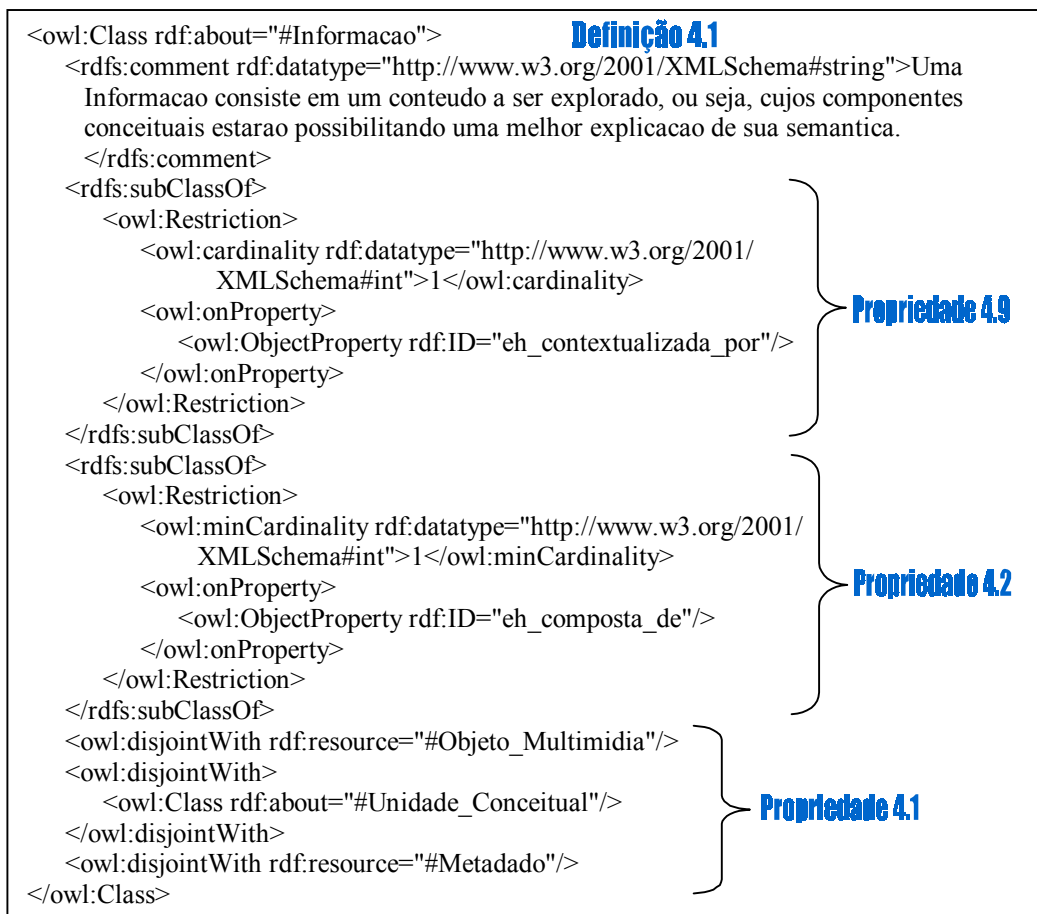 <owl:Class rdf:about="#Informacao"> Definição 4.1
<rdfs:comment rdf:datatype="http://www.w3.org/2001/XMLSchema#string">Uma
Informacao consiste em um conteudo a ser explorado, ou seja, cujos componentes
conceituais estarao possibilitando uma melhor explicacao de sua semantica.
</rdfs:comment>
<rdfs:subClassOf>
<owl:Restriction>
<owl:cardinality rdf:datatype="http://www.w3.org/2001/
XMLSchema#int">1</owl:cardinality>
<owl:onProperty>
<owl:ObjectProperty rdf:ID="eh_contextualizada_por"/>
</owl:onProperty>
</owl:Restriction>
</rdfs:subClassOf>
Propriedade 4.9
<rdfs:subClassOf>
<owl:Restriction>
<owl:minCardinality rdf:datatype="http://www.w3.org/2001/
XMLSchema#int">1</owl:minCardinality>
<owl:onProperty>
<owl:ObjectProperty rdf:ID="eh_composta_de"/>
</owl:onProperty>
</owl:Restriction>
</rdfs:subClassOf>
Propriedade 4.2
<owl:disjointWith rdf:resource="#Objeto_Multimidia"/>
<owl:disjointWith>
<owl:Class rdf:about="#Unidade_Conceitual"/>
</owl:disjointWith>
<owl:disjointWith rdf:resource="#Metadado"/>
Propriedade 4.1
</owl:Class>